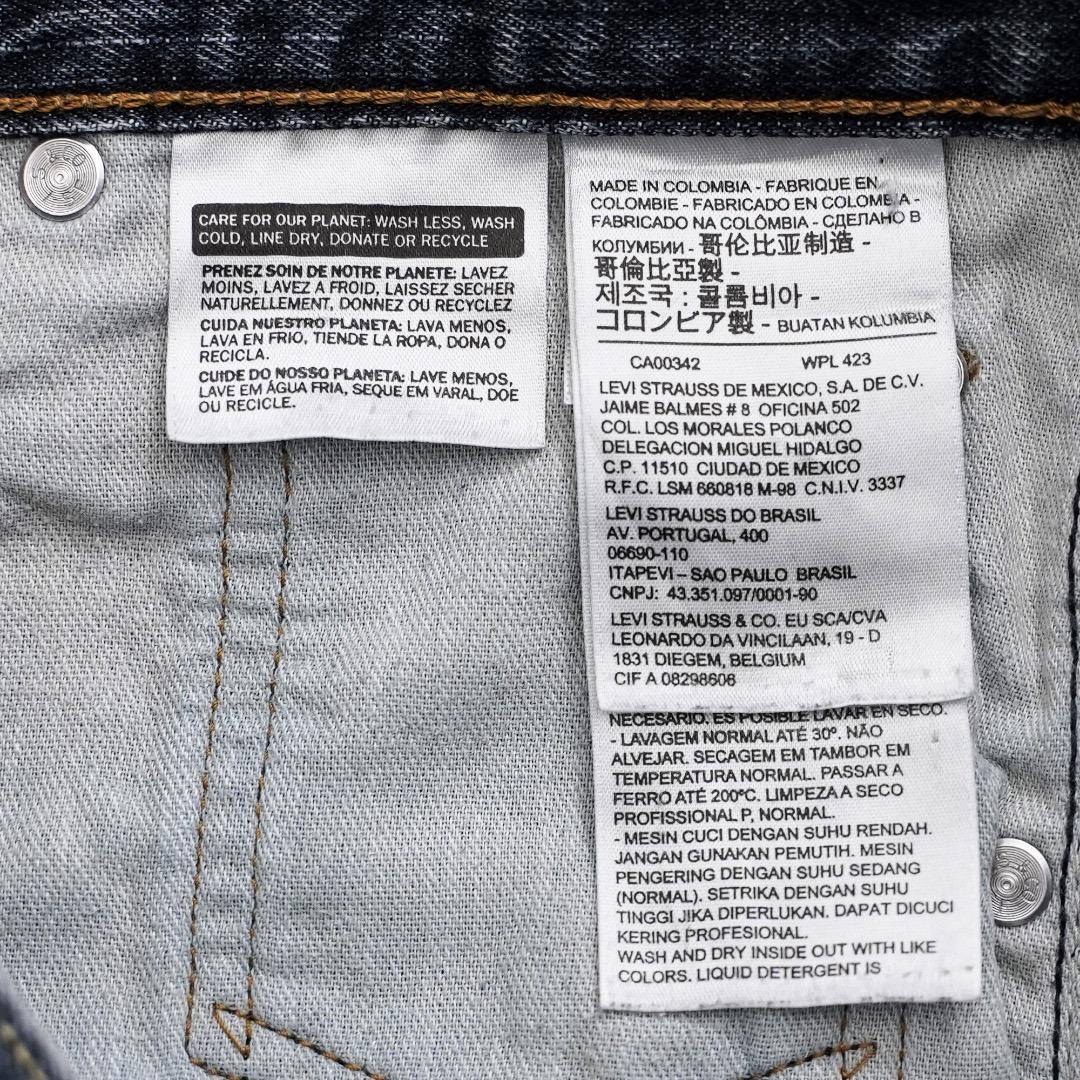 CARE FOR OUR PLANET: WASH LESS, WASH
COLD, LINE DRY, DONATE OR RECYCLE
PRENEZ SOIN DE NOTRE PLANETE: LAVEZ
MOINS, LAVEZ A FROID, LAISSEZ SECHER
NATURELLEMENT, DONNEZ OU RECYCLEZ
CUIDA NUESTRO PLANETA: LAVA MENOS,
LAVA EN FRIO, TIENDE LA ROPA, DONA O
RECICLA.
CUIDE DO NOSSO PLANETA: LAVE MENOS,
LAVE EM ÁGUA FRIA, SEQUE EM VARAL, DOE
OU RECICLE.
MADE IN COLOMBIA - FABRIQUE EN
COLOMBIE - FABRICADO EN COLOMBIA -
FABRICADO NA COLÔMBIA - СДЕЛАНО В
КОЛУМБИИ - 哥伦比亚制造 -
哥倫比亞製 -
제조국 : 콜롬비아 -
コロンビア製 - BUATAN KOLUMBIA
CA00342 WPL 423
LEVI STRAUSS DE MEXICO, S.A. DE C.V.
JAIME BALMES # 8 OFICINA 502
COL. LOS MORALES POLANCO
DELEGACION MIGUEL HIDALGO
C.P. 11510 CIUDAD DE MEXICO
R.F.C. LSM 660818 M-98 C.N.I.V. 3337
LEVI STRAUSS DO BRASIL
AV. PORTUGAL, 400
06690-110
ITAPEVI – SAO PAULO BRASIL
CNPJ: 43.351.097/0001-90
LEVI STRAUSS & CO. EU SCA/CVA
LEONARDO DA VINCILAAN, 19 - D
1831 DIEGEM, BELGIUM
CIF A 08298606
NECESARIO. ES POSIBLE LAVAR EN SECO.
- LAVAGEM NORMAL ATÉ 30º. NÃO
ALVEJAR. SECAGEM EM TAMBOR EM
TEMPERATURA NORMAL. PASSAR A
FERRO ATÉ 200ºC. LIMPEZA A SECO
PROFISSIONAL P, NORMAL.
- MESIN CUCI DENGAN SUHU RENDAH.
JANGAN GUNAKAN PEMUTIH. MESIN
PENGERING DENGAN SUHU SEDANG
(NORMAL). SETRIKA DENGAN SUHU
TINGGI JIKA DIPERLUKAN. DAPAT DICUCI
KERING PROFESIONAL.
WASH AND DRY INSIDE OUT WITH LIKE
COLORS. LIQUID DETERGENT IS